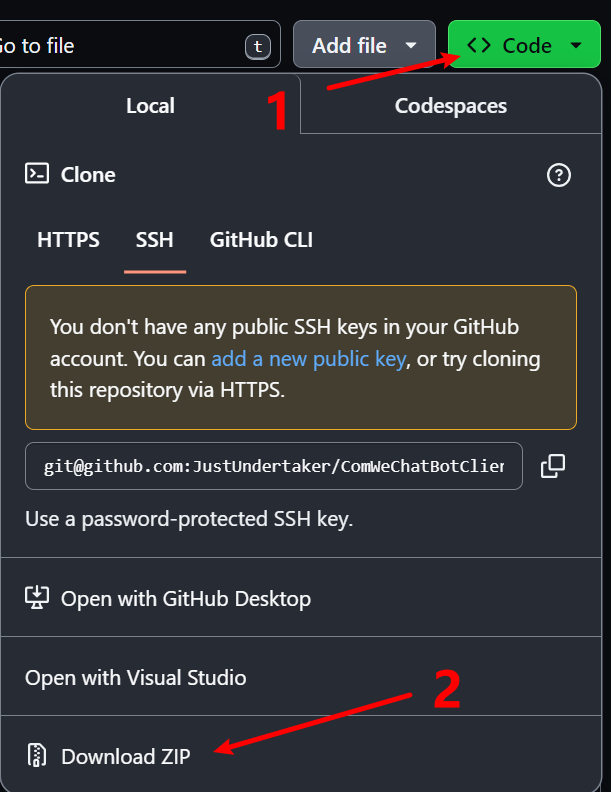 Go to file
t
Add file
<> Code
1
Local
Codespaces
Clone
HTTPS
SSH
GitHub CLI
You don't have any public SSH keys in your GitHub
account. You can add a new public key, or try cloning
this repository via HTTPS.
git@github.com:JustUndertaker/ComWeChatBotClien
Use a password-protected SSH key.
Open with GitHub Desktop
Open with Visual Studio
2
Download ZIP